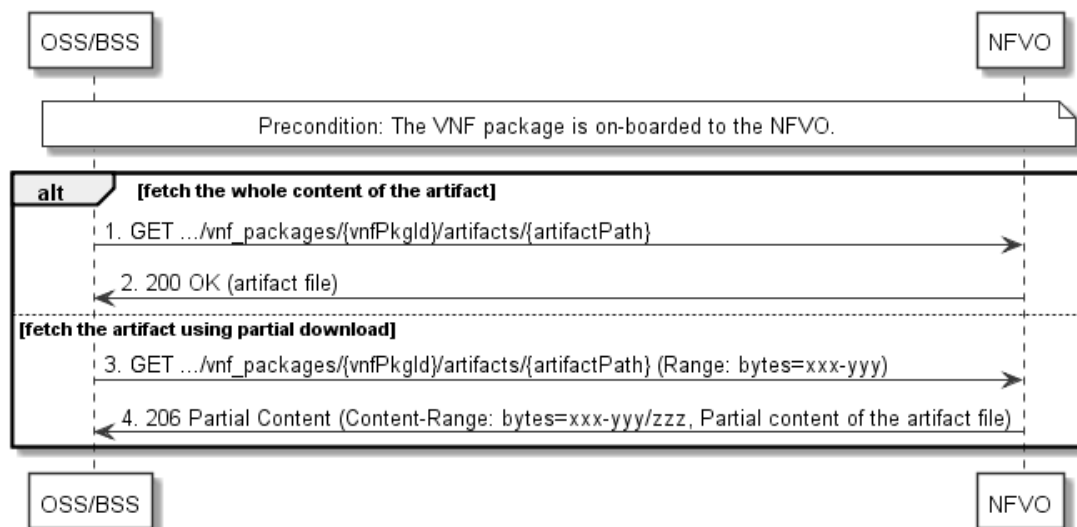 OSS/BSS NFVO
Precondition: The VNF package is on-boarded to the NFVO.
alt [fetch the whole content of the artifact]
1. GET .../vnf_packages/{vnfPkgId}/artifacts/{artifactPath}
2. 200 OK (artifact file)
[fetch the artifact using partial download]
3. GET .../vnf_packages/{vnfPkgId}/artifacts/{artifactPath} (Range: bytes=xxx-yyy)
4. 206 Partial Content (Content-Range: bytes=xxx-yyy/zzz, Partial content of the artifact file)
OSS/BSS NFVO